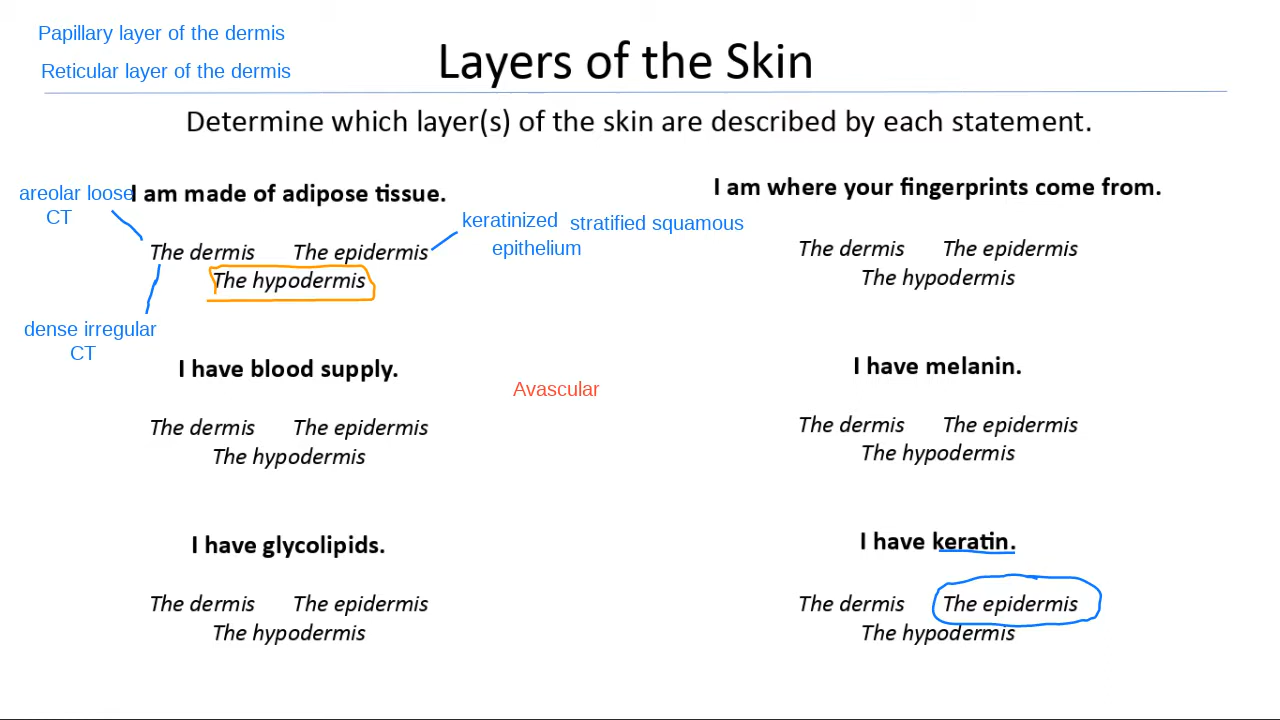 Papillary layer of the dermis
Reticular layer of the dermis
Layers of the Skin
Determine which layer(s) of the skin are described by each statement.
areolar loose
CT
I am made of adipose tissue.
keratinized stratified squamous
epithelium
The dermis The epidermis
The hypodermis
dense irregular
CT
I am where your fingerprints come from.
The dermis The epidermis
The hypodermis
I have blood supply.
Avascular
The dermis The epidermis
The hypodermis
I have melanin.
The dermis The epidermis
The hypodermis
I have glycolipids.
The dermis The epidermis
The hypodermis
I have keratin.
The dermis The epidermis
The hypodermis